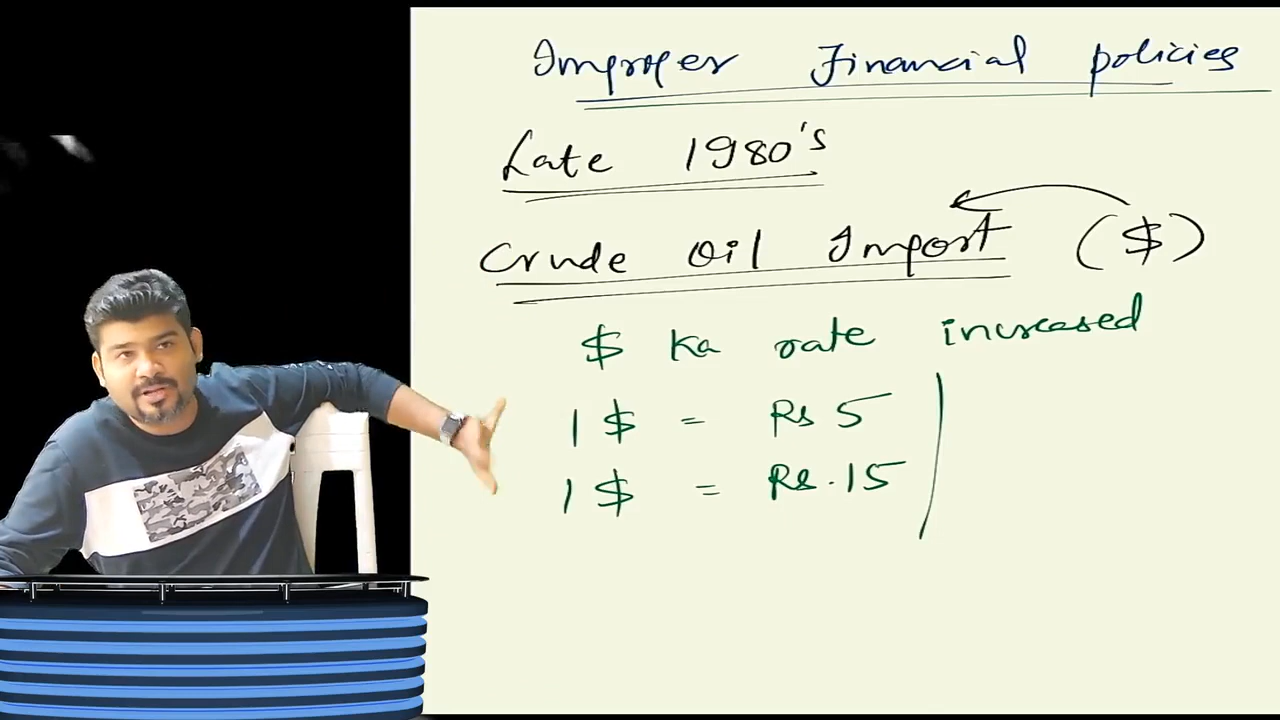 Improper Financial policies
Late 1980's
Crude Oil Import ($)
$ ka rate increased
1 $ = Rs 5
1 $ = Rs. 15